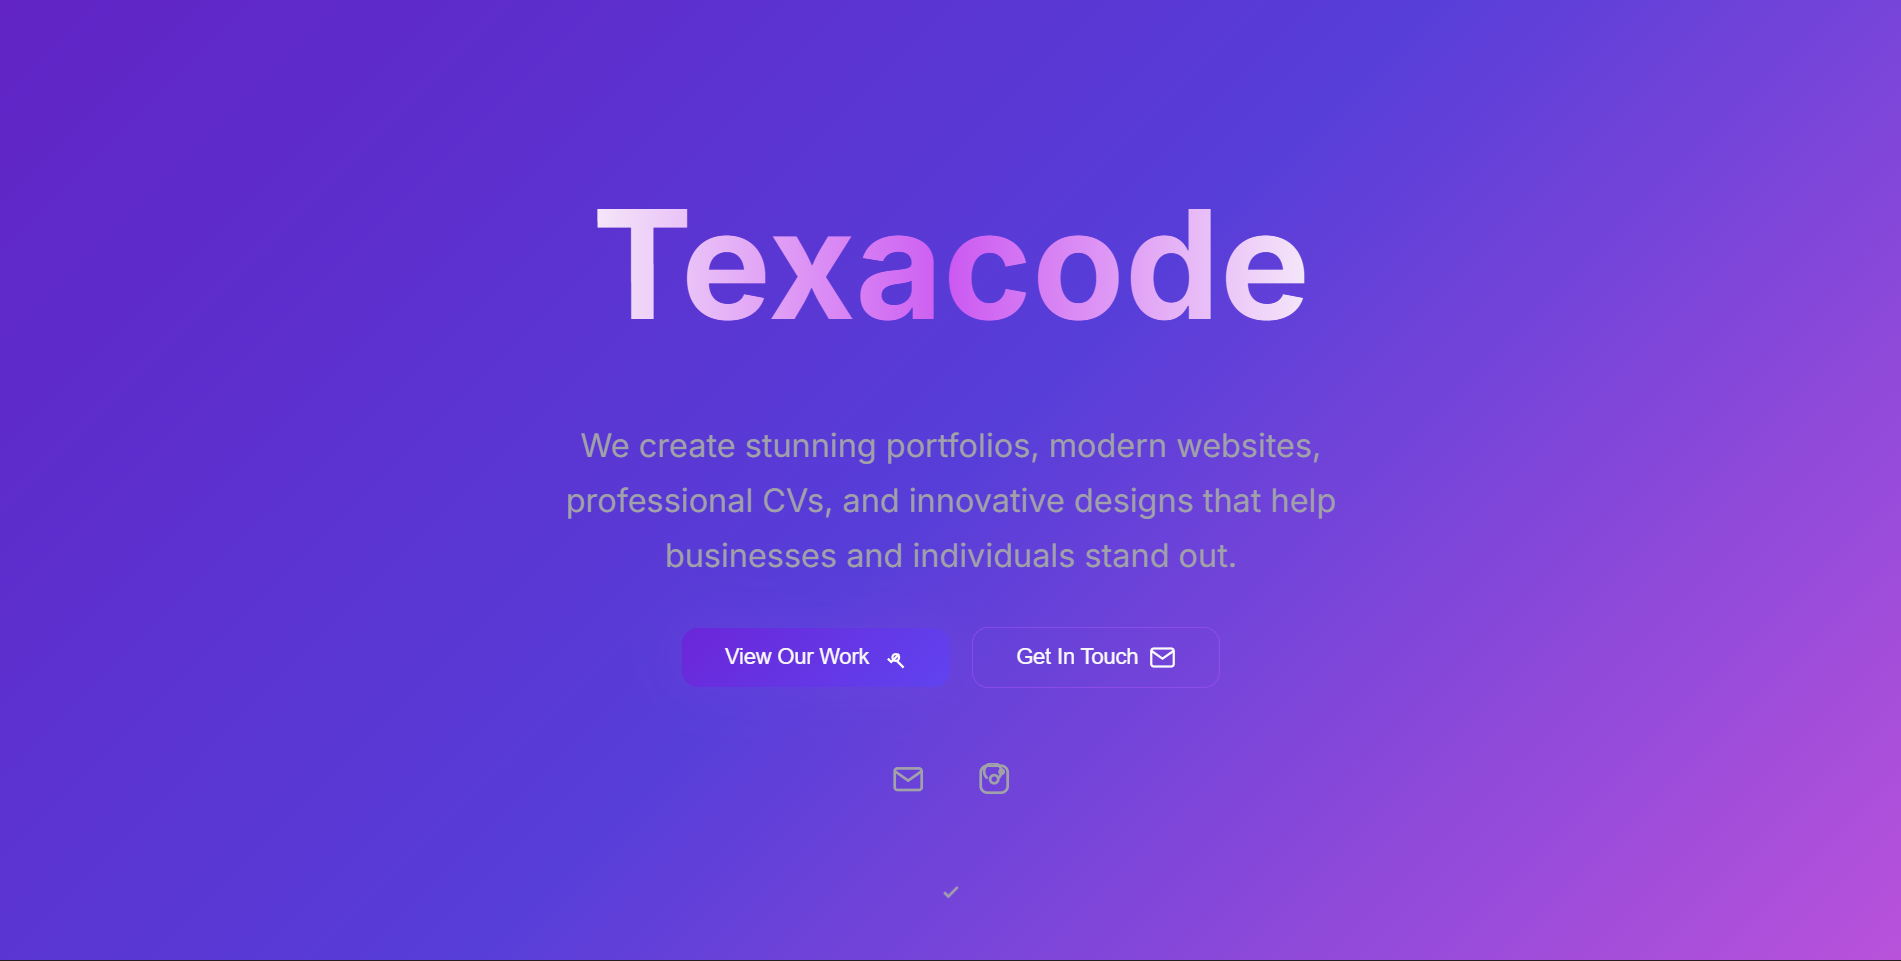 Texacode
We create stunning portfolios, modern websites,
professional CVs, and innovative designs that help
businesses and individuals stand out.
View Our Work
Get In Touch